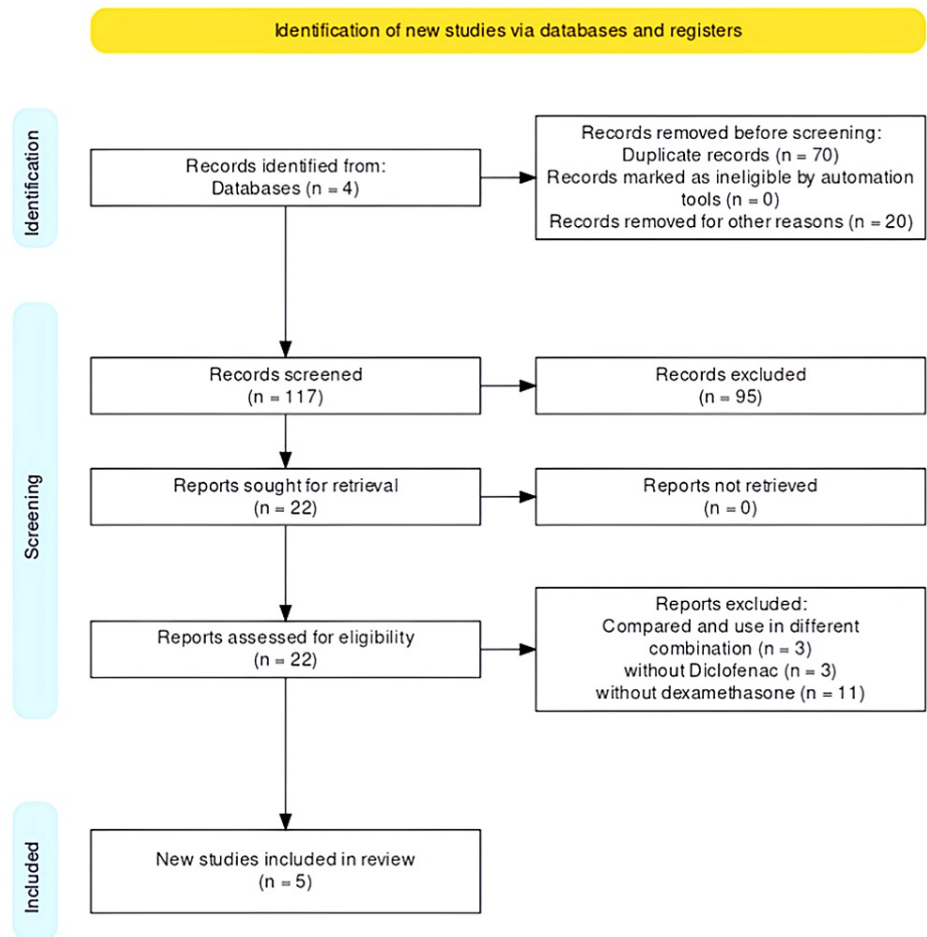 Identification of new studies via databases and registers
Identification
Records identified from:
Databases (n = 4)
Records removed before screening:
Duplicate records (n = 70)
Records marked as ineligible by automation
tools (n = 0)
Records removed for other reasons (n = 20)
Screening
Records screened
(n = 117)
Records excluded
(n = 95)
Reports sought for retrieval
(n = 22)
Reports not retrieved
(n = 0)
Reports assessed for eligibility
(n = 22)
Reports excluded:
Compared and use in different
combination (n = 3)
without Diclofenac (n = 3)
without dexamethasone (n = 11)
Included
New studies included in review
(n = 5)